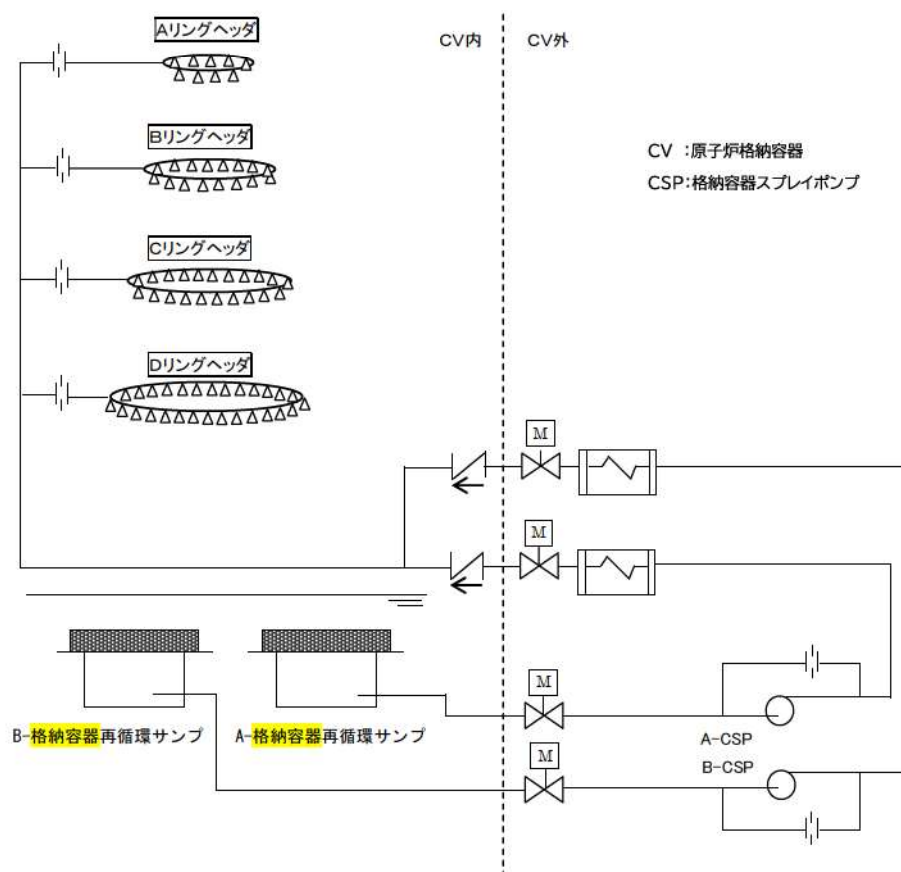 Aリングヘッダ
CV内
CV外
Bリングヘッダ
CV :原子炉格納容器
CSP:格納容器スプレイポンプ
Cリングヘッダ
Dリングヘッダ
M
M
M
B-格納容器再循環サンプ
A-格納容器再循環サンプ
A-CSP
M
B-CSP